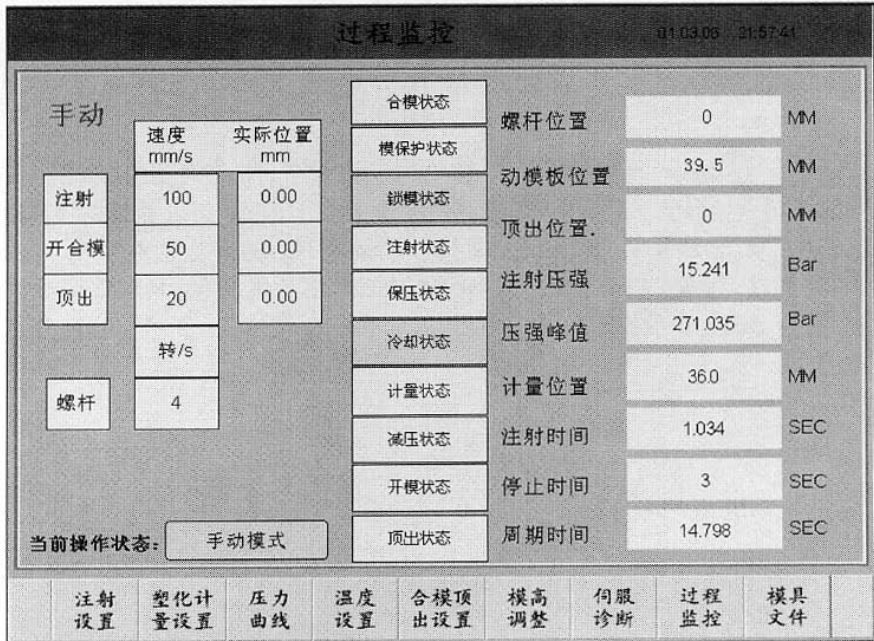 过程监控
01.03.06 21:57:41
手动
速度 mm/s
实际位置 mm
注射 100 0.00
开合模 50 0.00
顶出 20 0.00
转/s
螺杆 4
合模状态
模保护状态
锁模状态
注射状态
保压状态
冷却状态
计量状态
减压状态
开模状态
顶出状态
螺杆位置 0 MM
动模板位置 39.5 MM
顶出位置. 0 MM
注射压强 15.241 Bar
压强峰值 271.035 Bar
计量位置 36.0 MM
注射时间 1.034 SEC
停止时间 3 SEC
周期时间 14.798 SEC
当前操作状态: 手动模式
注射设置
塑化计量设置
压力曲线
温度设置
合模顶出设置
模高调整
伺服诊断
过程监控
模具文件